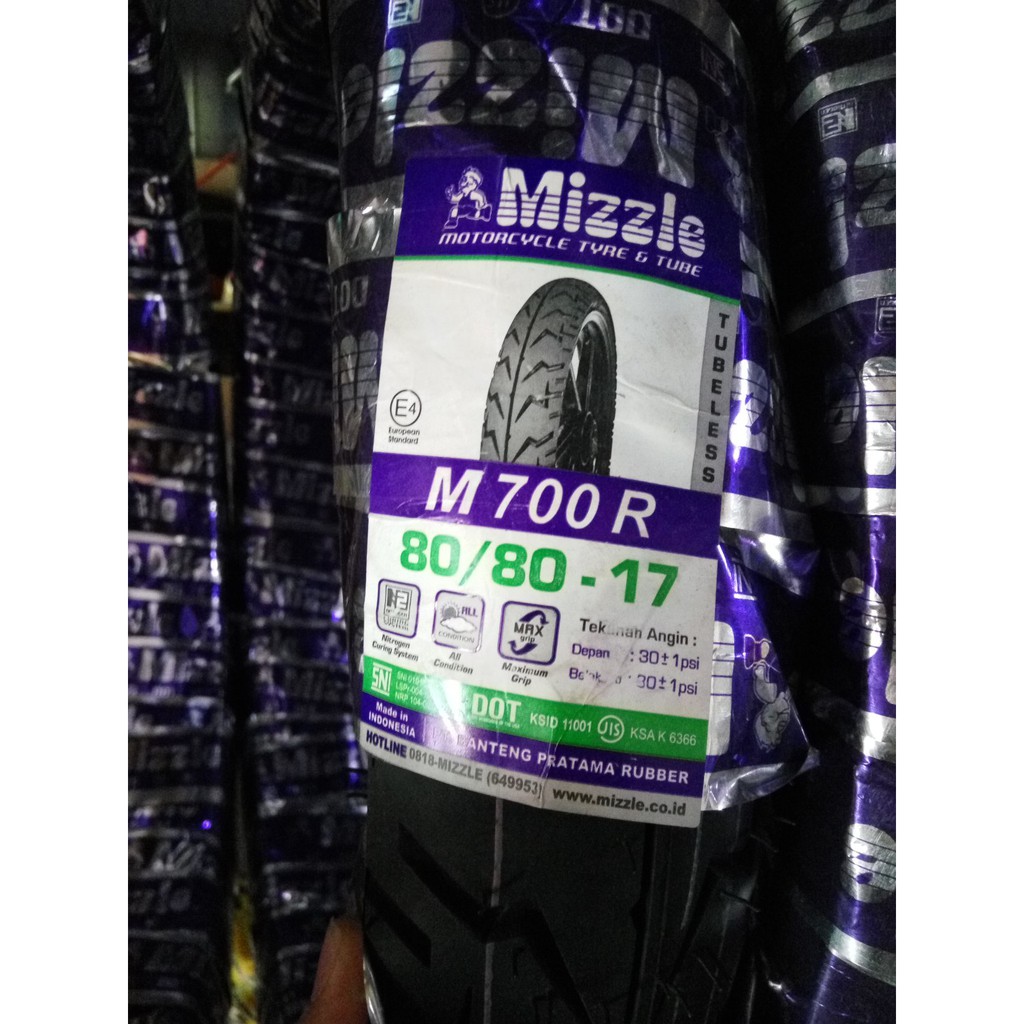 Mizzle
MOTORCYCLE TYRE & TUBE
TUBELESS
E4
European
Standard
M 700 R
80/80 - 17
Nitrogen
Curing System
ALL
CONDITION
All
Condition
MAX
grip
Maximum
Grip
Tekanan Angin :
Depan : 30±1psi
: 30±1psi
SNI
DOT
KSID 11001
JIS
KSA K 6366
Made in
INDONESIA
BANTENG PRATAMA RUBBER
HOTLINE 0818-MIZZLE (649953)
www.mizzle.co.id